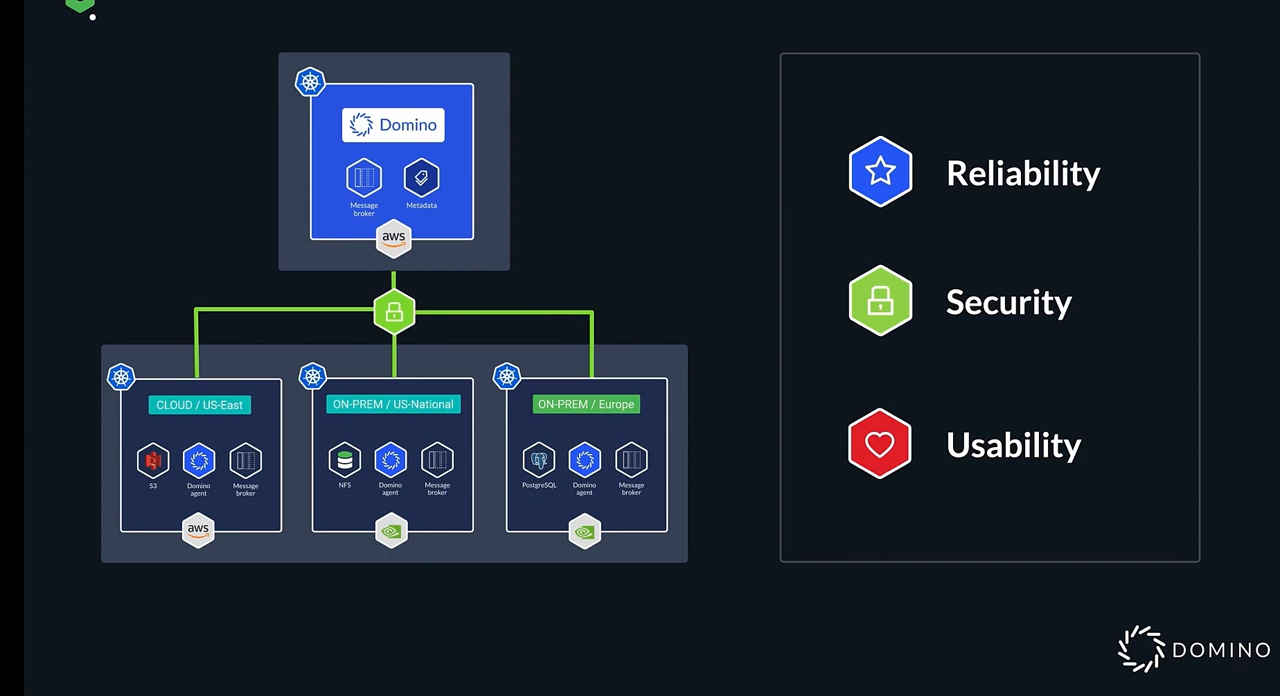 Domino
Message
broker
Metadata
aws
CLOUD / US-East
S3
Domino
agent
Message
broker
aws
ON-PREM / US-National
NFS
Domino
agent
Message
broker
ON-PREM / Europe
PostgreSQL
Domino
agent
Message
broker
Reliability
Security
Usability
DOMINO